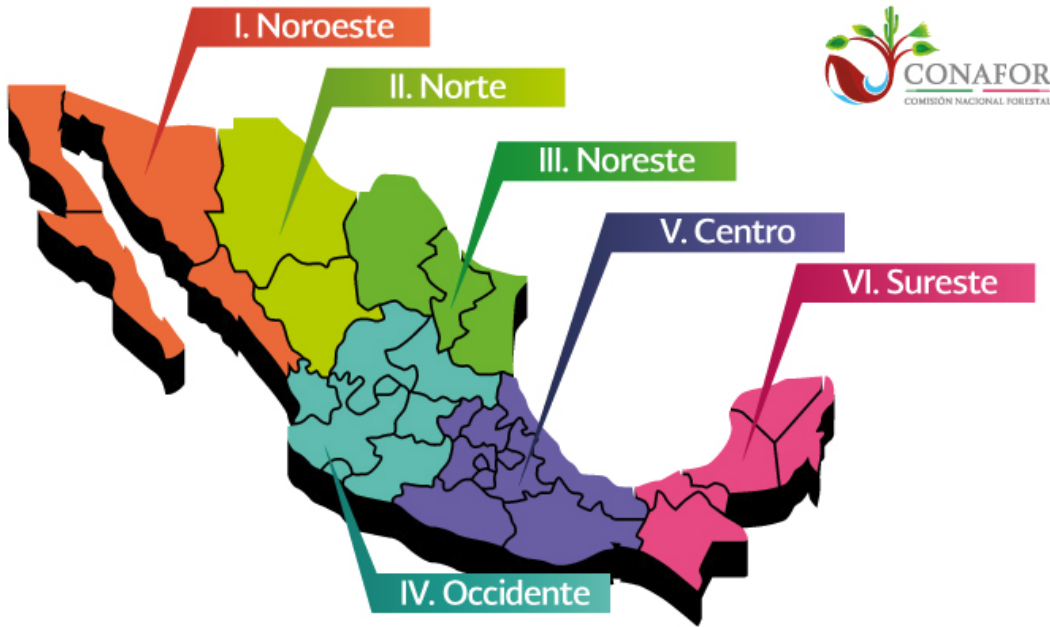 I. Noroeste
II. Norte
III. Noreste
V. Centro
VI. Sureste
IV. Occidente
CONAFOR
COMISIÓN NACIONAL FORESTAL